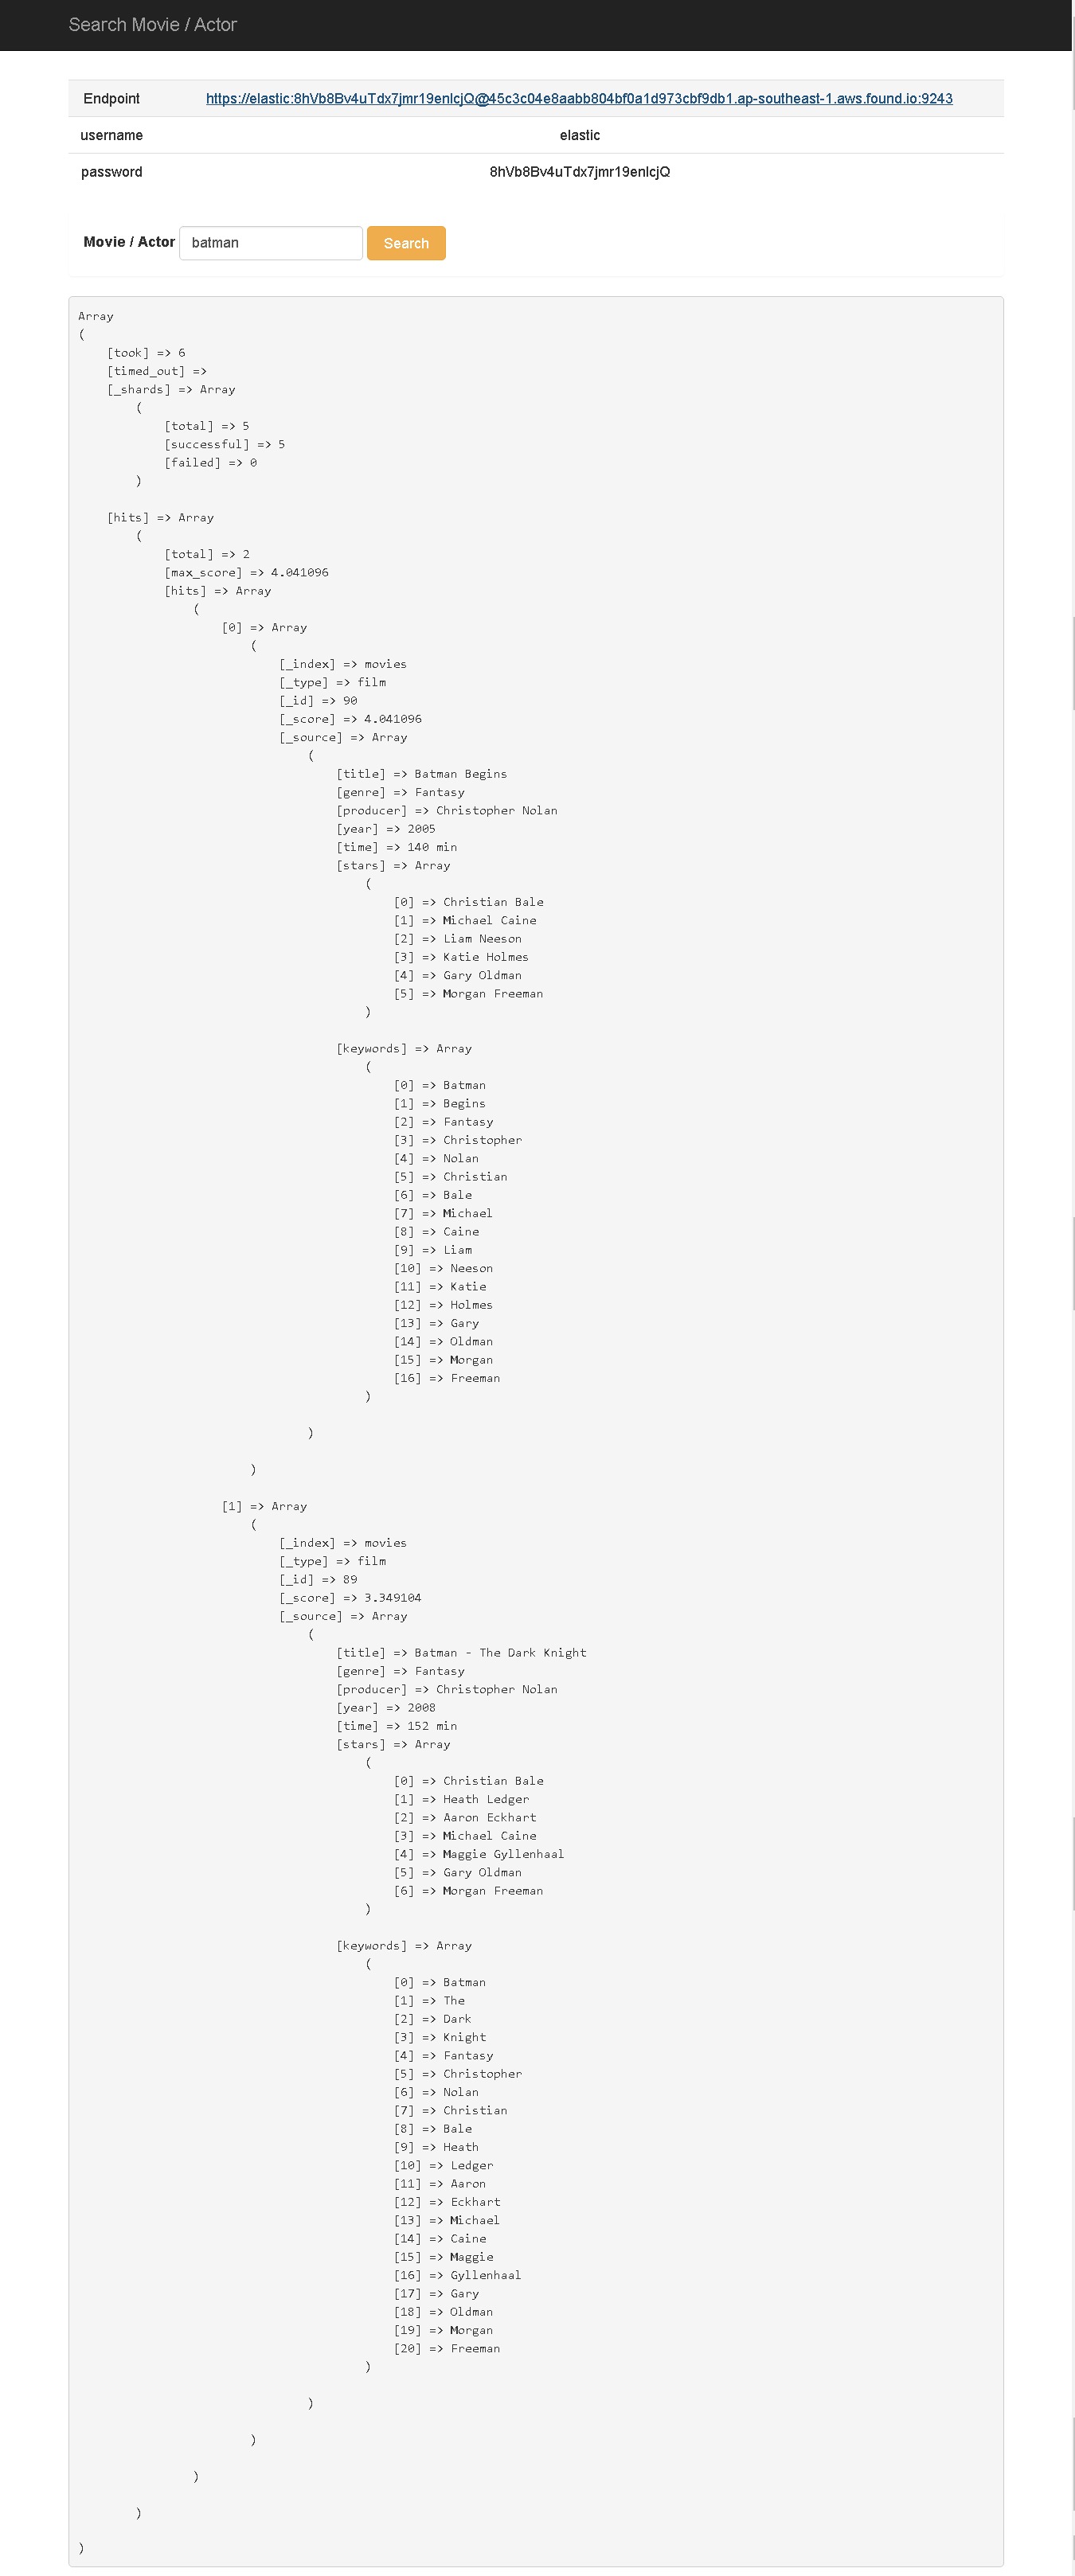 Search Movie / Actor
Endpoint https://elastic:8hVb8Bv4uTdx7jmr19enlcjQ@45c3c04e8aabb804bf0a1d973cbf9db1.ap-southeast-1.aws.found.io:9243
username elastic
password 8hVb8Bv4uTdx7jmr19enlcjQ
Movie / Actor batman Search
Array
(
    [took] => 6
    [timed_out] =>
    [_shards] => Array
        (
            [total] => 5
            [successful] => 5
            [failed] => 0
        )
    [hits] => Array
        (
            [total] => 2
            [max_score] => 4.041096
            [hits] => Array
                (
                    [0] => Array
                        (
                            [_index] => movies
                            [_type] => film
                            [_id] => 90
                            [_score] => 4.041096
                            [_source] => Array
                                (
                                    [title] => Batman Begins
                                    [genre] => Fantasy
                                    [producer] => Christopher Nolan
                                    [year] => 2005
                                    [time] => 140 min
                                    [stars] => Array
                                        (
                                            [0] => Christian Bale
                                            [1] => Michael Caine
                                            [2] => Liam Neeson
                                            [3] => Katie Holmes
                                            [4] => Gary Oldman
                                            [5] => Morgan Freeman
                                        )
                                    [keywords] => Array
                                        (
                                            [0] => Batman
                                            [1] => Begins
                                            [2] => Fantasy
                                            [3] => Christopher
                                            [4] => Nolan
                                            [5] => Christian
                                            [6] => Bale
                                            [7] => Michael
                                            [8] => Caine
                                            [9] => Liam
                                            [10] => Neeson
                                            [11] => Katie
                                            [12] => Holmes
                                            [13] => Gary
                                            [14] => Oldman
                                            [15] => Morgan
                                            [16] => Freeman
                                        )
                                )
                        )
                    [1] => Array
                        (
                            [_index] => movies
                            [_type] => film
                            [_id] => 89
                            [_score] => 3.349104
                            [_source] => Array
                                (
                                    [title] => Batman - The Dark Knight
                                    [genre] => Fantasy
                                    [producer] => Christopher Nolan
                                    [year] => 2008
                                    [time] => 152 min
                                    [stars] => Array
                                        (
                                            [0] => Christian Bale
                                            [1] => Heath Ledger
                                            [2] => Aaron Eckhart
                                            [3] => Michael Caine
                                            [4] => Maggie Gyllenhaal
                                            [5] => Gary Oldman
                                            [6] => Morgan Freeman
                                        )
                                    [keywords] => Array
                                        (
                                            [0] => Batman
                                            [1] => The
                                            [2] => Dark
                                            [3] => Knight
                                            [4] => Fantasy
                                            [5] => Christopher
                                            [6] => Nolan
                                            [7] => Christian
                                            [8] => Bale
                                            [9] => Heath
                                            [10] => Ledger
                                            [11] => Aaron
                                            [12] => Eckhart
                                            [13] => Michael
                                            [14] => Caine
                                            [15] => Maggie
                                            [16] => Gyllenhaal
                                            [17] => Gary
                                            [18] => Oldman
                                            [19] => Morgan
                                            [20] => Freeman
                                        )
                                )
                        )
                )
        )
)